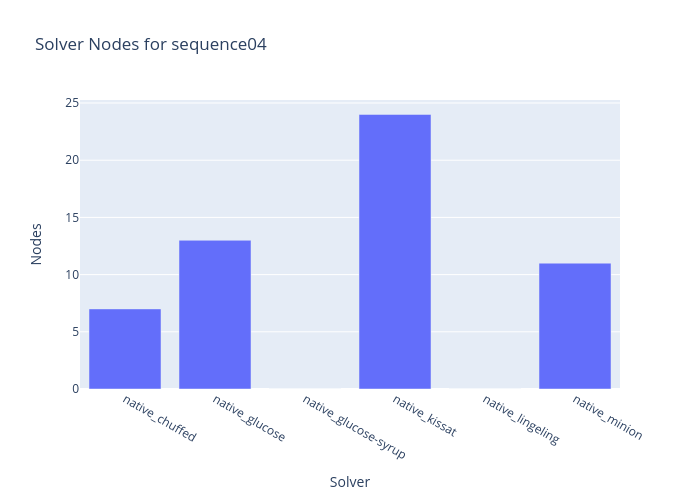 Solver Nodes for sequence04
Nodes
25
20
15
10
5
0
native_chuffed
native_glucose
native_glucose-syrup
native_kissat
native_lingeling
native_minion
Solver